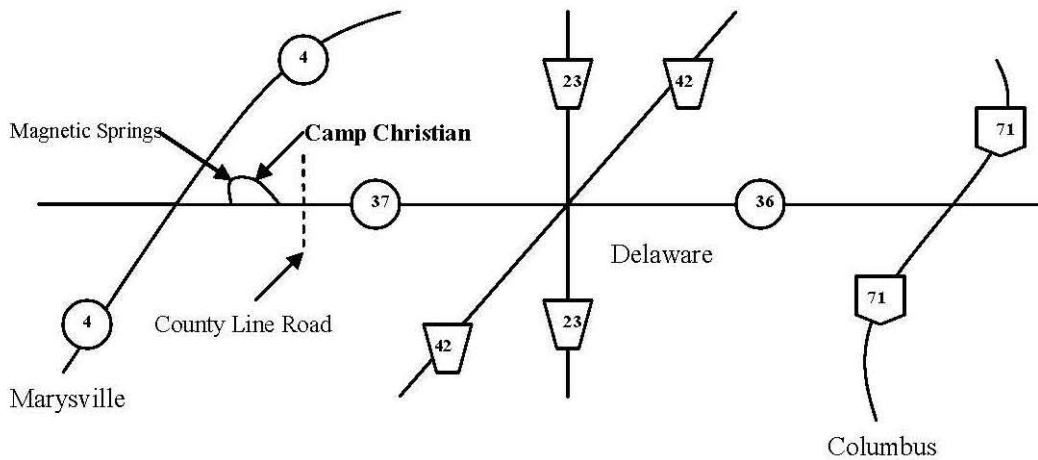 4
23
42
71
Magnetic Springs
Camp Christian
37
36
Delaware
4
County Line Road
42
23
71
Marysville
Columbus